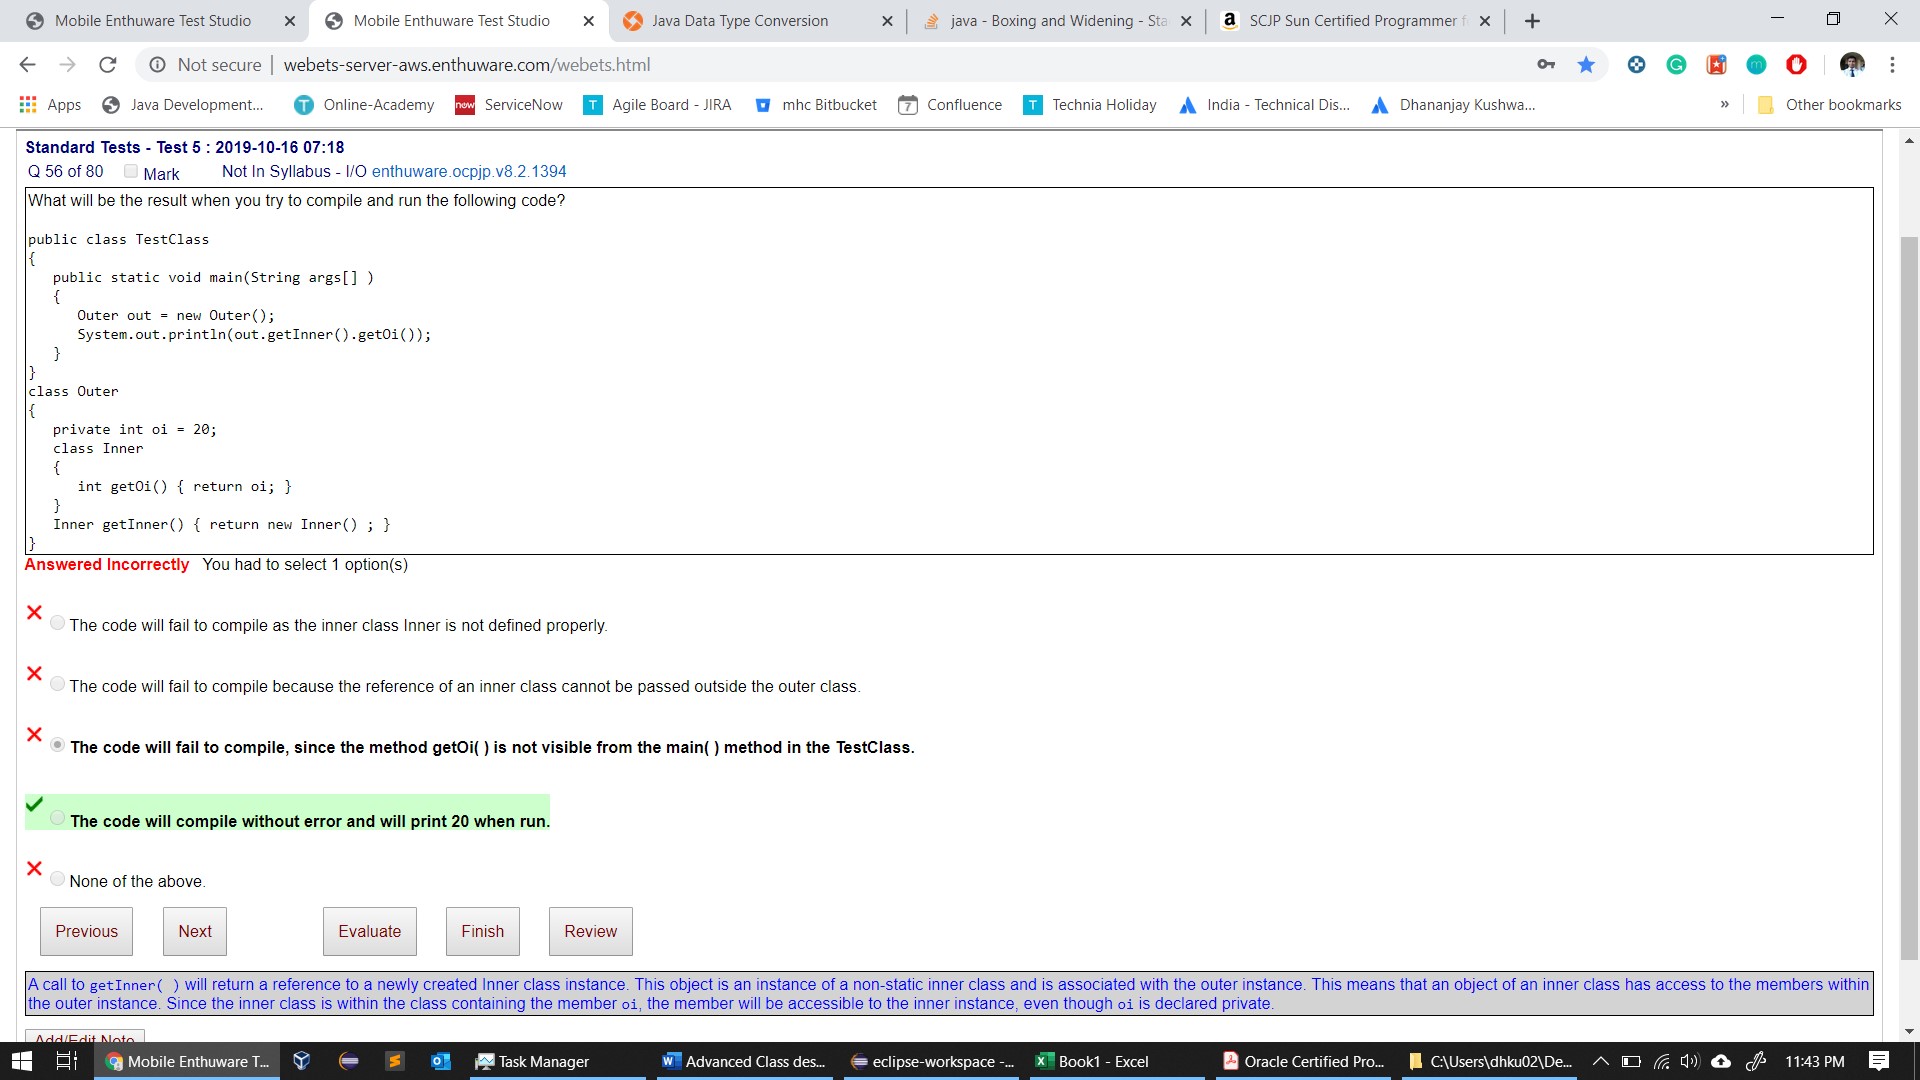 Mobile Enthuware Test Studio
Mobile Enthuware Test Studio
Java Data Type Conversion
java - Boxing and Widening - Sta
SCJP Sun Certified Programmer f
Not secure | webets-server-aws.enthuware.com/webets.html
Apps
Java Development...
Online-Academy
now ServiceNow
Agile Board - JIRA
mhc Bitbucket
7 Confluence
Technia Holiday
India - Technical Dis...
Dhananjay Kushwa...
»
Other bookmarks
Standard Tests - Test 5 : 2019-10-16 07:18
Q 56 of 80 Mark Not In Syllabus - I/O enthuware.ocpjp.v8.2.1394
What will be the result when you try to compile and run the following code?
public class TestClass
{
public static void main(String args[] )
{
Outer out = new Outer();
System.out.println(out.getInner().getOi());
}
}
class Outer
{
private int oi = 20;
class Inner
{
int getOi() { return oi; }
}
Inner getInner() { return new Inner() ; }
}
Answered Incorrectly You had to select 1 option(s)
The code will fail to compile as the inner class Inner is not defined properly.
The code will fail to compile because the reference of an inner class cannot be passed outside the outer class.
The code will fail to compile, since the method getOi( ) is not visible from the main( ) method in the TestClass.
The code will compile without error and will print 20 when run.
None of the above.
Previous
Next
Evaluate
Finish
Review
A call to getInner( ) will return a reference to a newly created Inner class instance. This object is an instance of a non-static inner class and is associated with the outer instance. This means that an object of an inner class has access to the members within
the outer instance. Since the inner class is within the class containing the member oi, the member will be accessible to the inner instance, even though oi is declared private.
Add/Edit Note
Mobile Enthuware T...
Task Manager
Advanced Class des...
eclipse-workspace -...
Book1 - Excel
Oracle Certified Pro...
C:\Users\dhku02\De...
11:43 PM